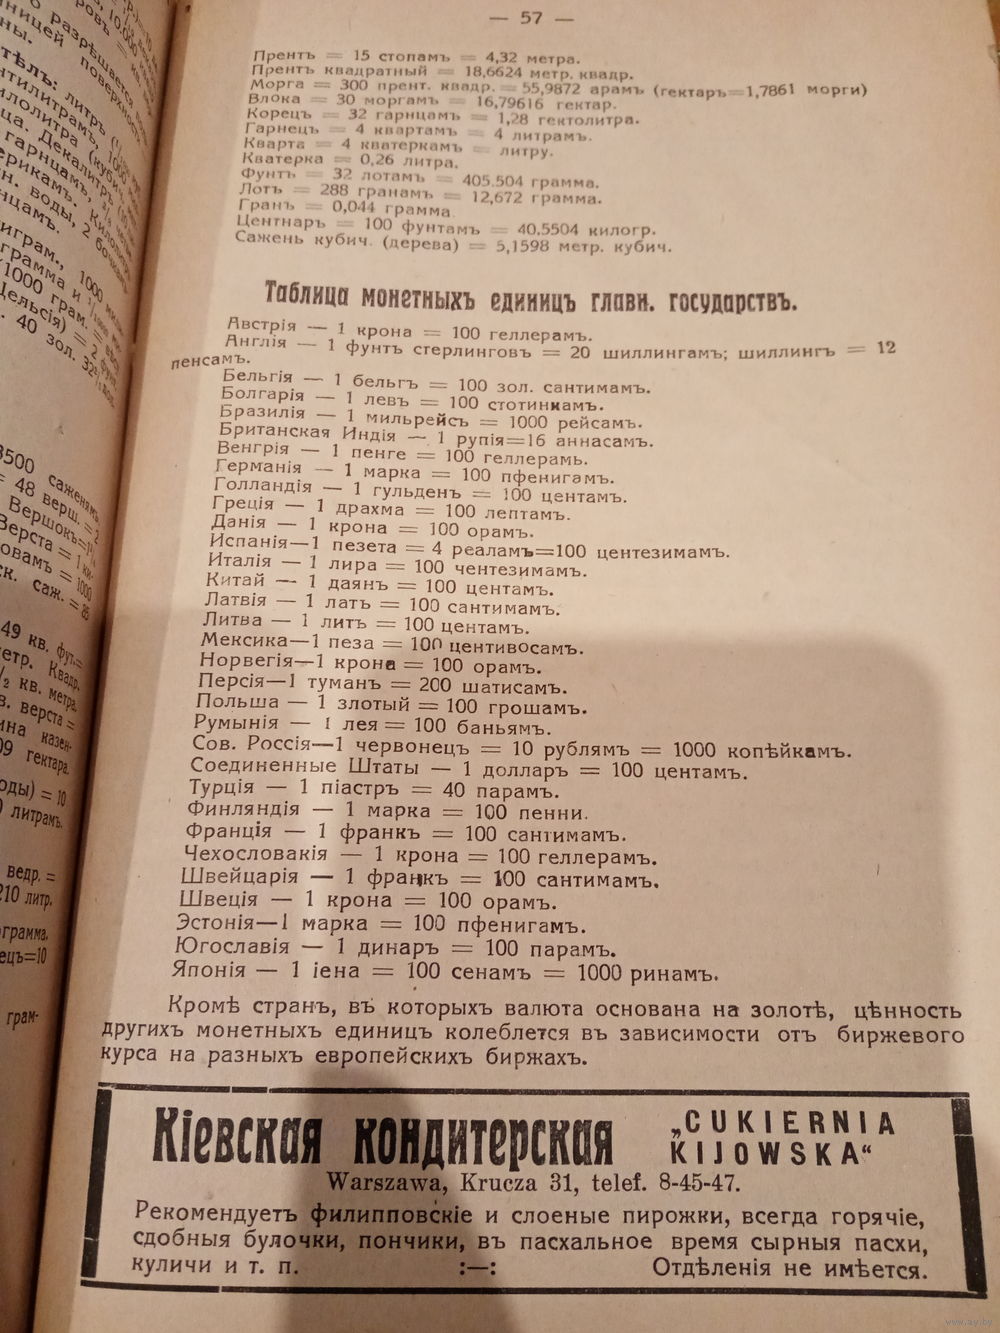 — 57 —
Прентъ = 15 стопамъ = 4,32 метра.
Прентъ квадратный = 18,6624 метр. квадр.
Морга = 300 прент. квадр. = 55,9872 арамъ (гектаръ=1,7861 морги)
Влока = 30 моргамъ = 16,79616 гектар.
Корецъ = 32 гарнцамъ = 1,28 гектолитра.
Гарнецъ = 4 квартамъ = 4 литрамъ.
Кварта = 4 кватеркамъ = литру.
Кватерка = 0,26 литра.
Фунтъ = 32 лотамъ = 405.504 грамма.
Лотъ = 288 гранамъ = 12,672 грамма.
Гранъ = 0,044 грамма
Центнаръ = 100 фунтамъ = 40,5504 килогр.
Сажень кубич. (дерева) = 5,1598 метр. кубич.
Таблица монетныхъ единицъ главн. государствъ.
Австрія — 1 крона = 100 геллерамъ.
Англія — 1 фунтъ стерлинговъ = 20 шиллингамъ; шиллингъ = 12
пенсамъ.
Бельгія — 1 бельгъ = 100 зол. сантимамъ.
Болгарія — 1 левъ = 100 стотинкамъ.
Бразилія — 1 мильрейсъ = 1000 рейсамъ.
Британская Индія — 1 рупія=16 аннасамъ.
Венгрія — 1 пенге = 100 геллерамь.
Германія — 1 марка = 100 пфенигамъ.
Голландія — 1 гульденъ = 100 центамъ.
Греція — 1 драхма = 100 лептамъ.
Данія — 1 крона = 100 орамъ.
Испанія—1 пезета = 4 реаламъ=100 центезимамъ.
Италія — 1 лира = 100 чентезимамъ.
Китай — 1 даянъ = 100 центамъ.
Латвія — 1 латъ = 100 сантимамъ.
Литва — 1 литъ = 100 центамъ.
Мексика—1 пеза = 100 центивосамъ.
Норвегія—1 крона = 100 орамъ.
Персія—1 туманъ = 200 шатисамъ.
Польша — 1 злотый = 100 грошамъ.
Румынія — 1 лея = 100 баньямъ.
Сов. Россія—1 червонецъ = 10 рублямъ = 1000 копѣйкамъ.
Соединенные Штаты — 1 долларъ = 100 центамъ.
Турція — 1 піастръ = 40 парамъ.
Финляндія — 1 марка = 100 пенни.
Франція — 1 франкъ = 100 сантимамъ.
Чехословакія — 1 крона = 100 геллерамъ.
Швейцарія — 1 франкъ = 100 сантимамъ.
Швеція — 1 крона = 100 орамъ.
Эстонія—1 марка = 100 пфенигамъ.
Югославія — 1 динаръ = 100 парамъ.
Японія — 1 іена = 100 сенамъ = 1000 ринамъ.
Кромѣ странъ, въ которыхъ валюта основана на золотѣ, цѣнность
другихъ монетныхъ единицъ колеблется въ зависимости отъ биржевого
курса на разныхъ европейскихъ биржахъ.
Кіевская кондитерская
„CUKIERNIA
KIJOWSKA“
Warszawa, Krucza 31, telef. 8-45-47.
Рекомендуетъ филипповскіе и слоеные пирожки, всегда горячіе,
сдобныя булочки, пончики, въ пасхальное время сырныя пасхи,
куличи и т. п. :—: Отдѣленія не имѣется.
www.ay.by